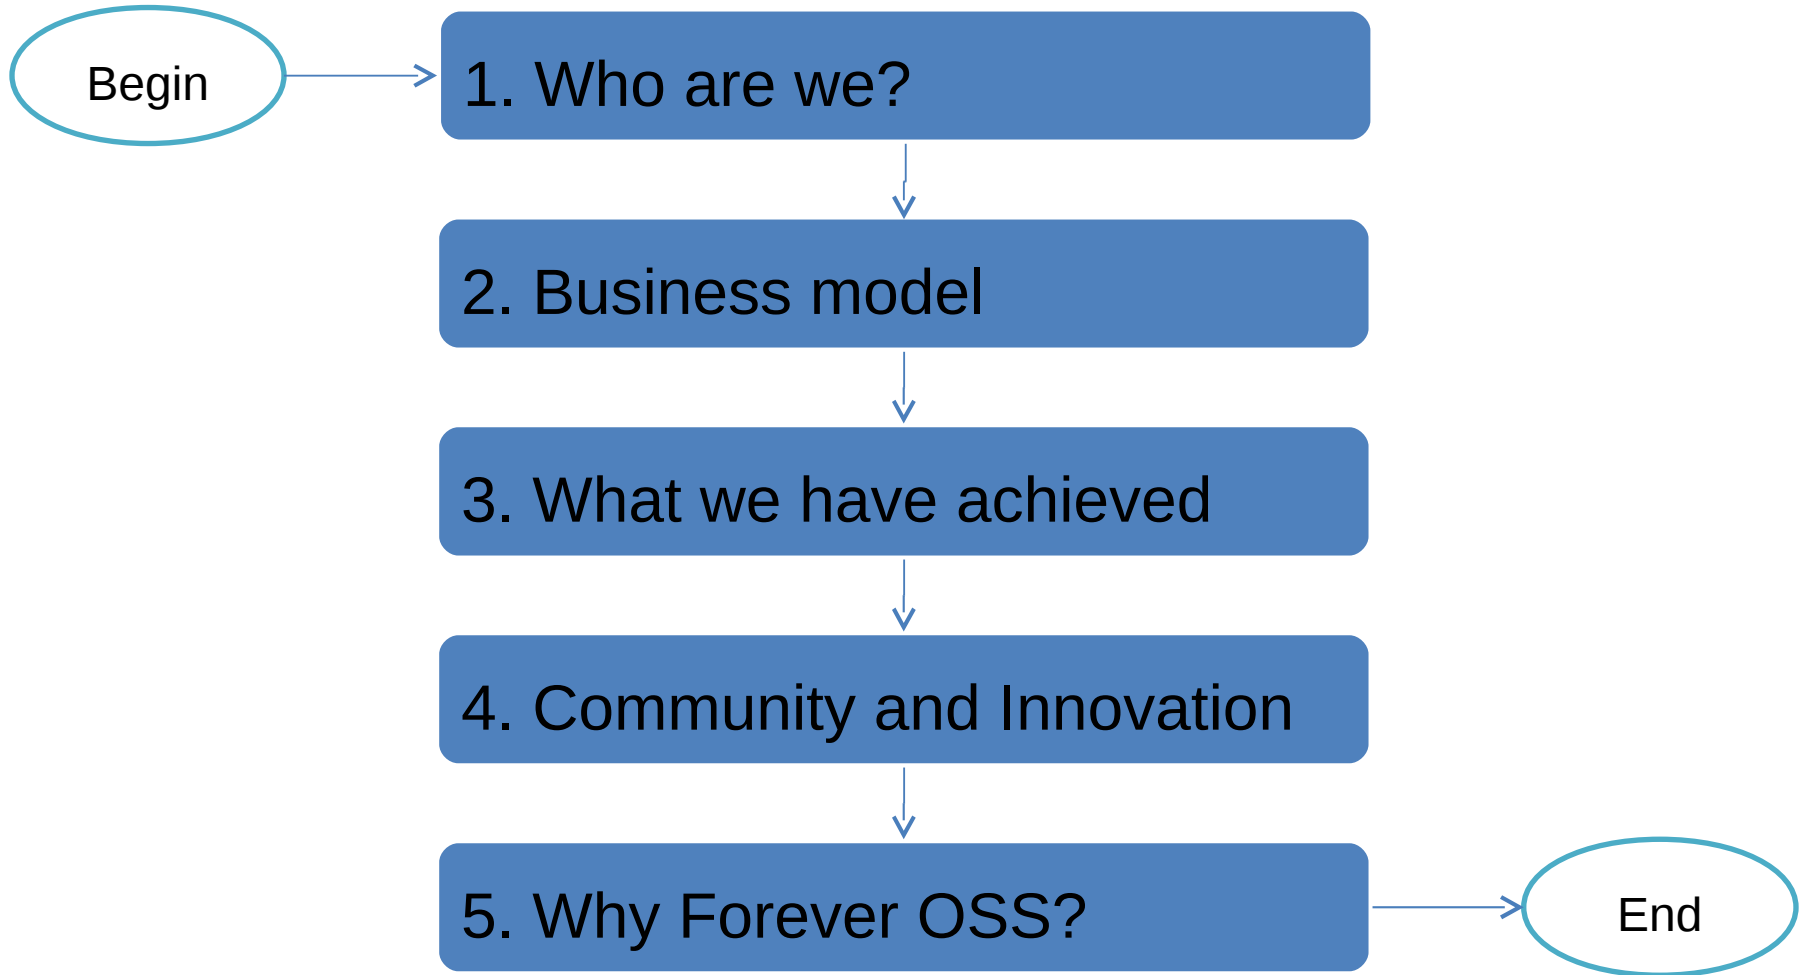 Begin
1. Who are we?
2. Business model
3. What we have achieved
4. Community and Innovation
5. Why Forever OSS?
End